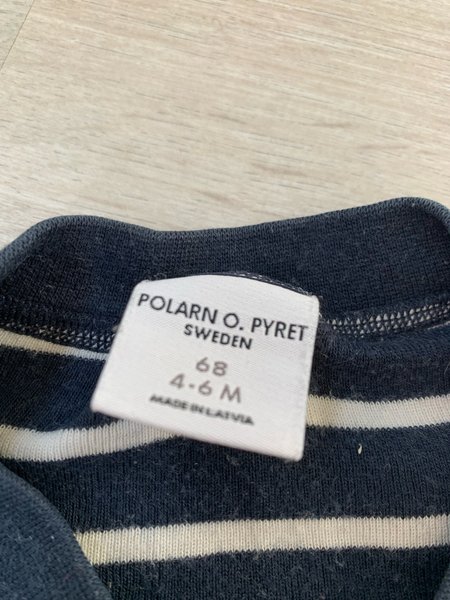 POLARN O. PYRET
SWEDEN
68
4-6 M
MADE IN LATVIA